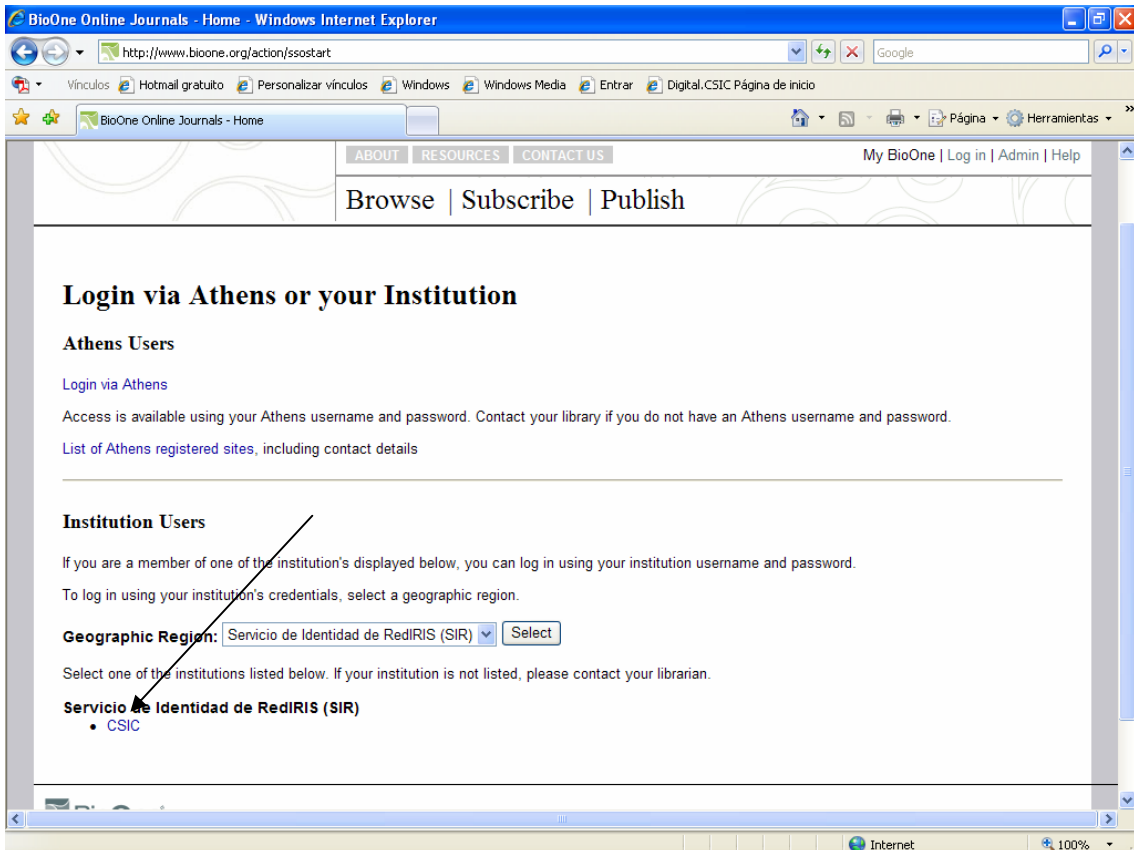 BioOne Online Journals - Home - Windows Internet Explorer
http://www.bioone.org/action/ssostart
Google
Vínculos Hotmail gratuito Personalizar vínculos Windows Windows Media Entrar Digital.CSIC Página de inicio
BioOne Online Journals - Home
Página Herramientas »
ABOUT RESOURCES CONTACT US
My BioOne | Log in | Admin | Help
Browse | Subscribe | Publish
Login via Athens or your Institution
Athens Users
Login via Athens
Access is available using your Athens username and password. Contact your library if you do not have an Athens username and password.
List of Athens registered sites, including contact details
Institution Users
If you are a member of one of the institution's displayed below, you can log in using your institution username and password.
To log in using your institution's credentials, select a geographic region.
Geographic Region: Servicio de Identidad de RedIRIS (SIR) Select
Select one of the institutions listed below. If your institution is not listed, please contact your librarian.
Servicio de Identidad de RedIRIS (SIR)
• CSIC
Internet 100%